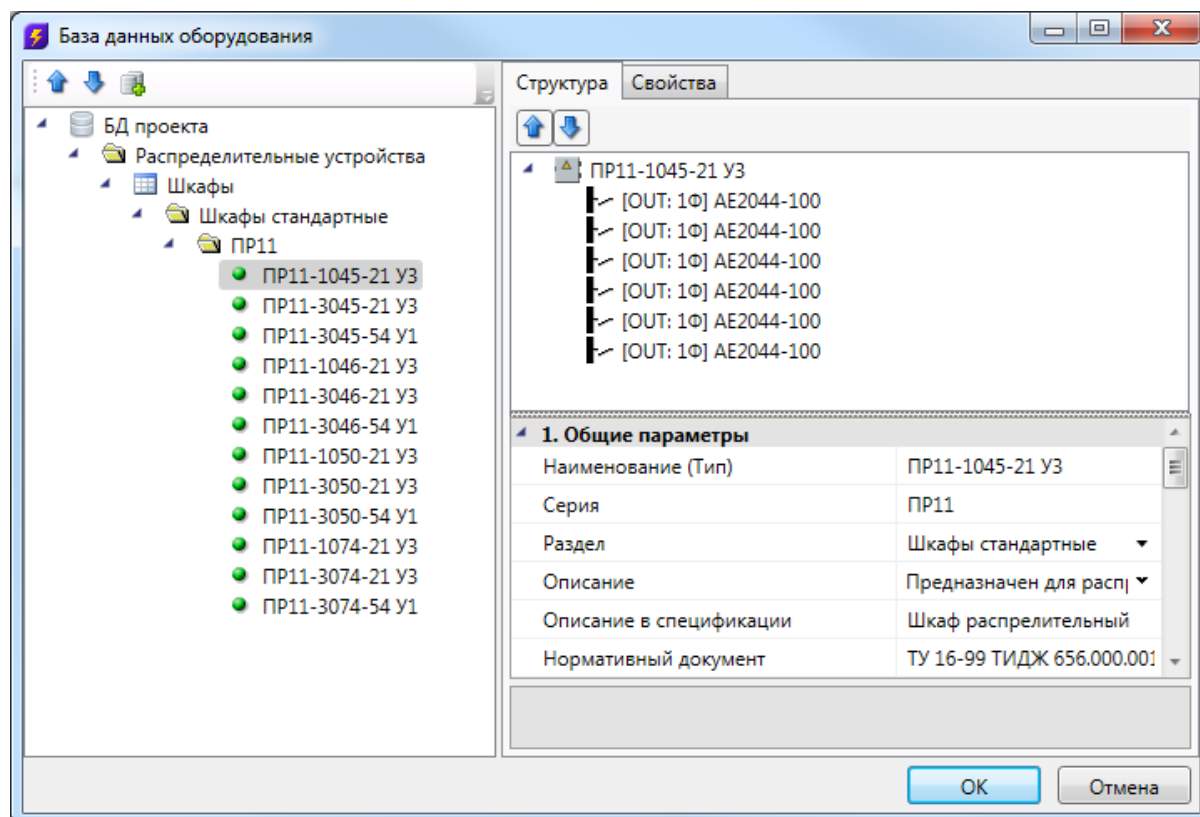 База данных оборудования
БД проекта
Распределительные устройства
Шкафы
Шкафы стандартные
ПР11
ПР11-1045-21 У3
ПР11-3045-21 У3
ПР11-3045-54 У1
ПР11-1046-21 У3
ПР11-3046-21 У3
ПР11-3046-54 У1
ПР11-1050-21 У3
ПР11-3050-21 У3
ПР11-3050-54 У1
ПР11-1074-21 У3
ПР11-3074-21 У3
ПР11-3074-54 У1
Структура Свойства
ПР11-1045-21 У3
[OUT: 1Ф] АЕ2044-100
[OUT: 1Ф] АЕ2044-100
[OUT: 1Ф] АЕ2044-100
[OUT: 1Ф] АЕ2044-100
[OUT: 1Ф] АЕ2044-100
[OUT: 1Ф] АЕ2044-100
1. Общие параметры
Наименование (Тип) ПР11-1045-21 У3
Серия ПР11
Раздел Шкафы стандартные
Описание Предназначен для расп
Описание в спецификации Шкаф распрелительный
Нормативный документ ТУ 16-99 ТИДЖ 656.000.001
OK Отмена